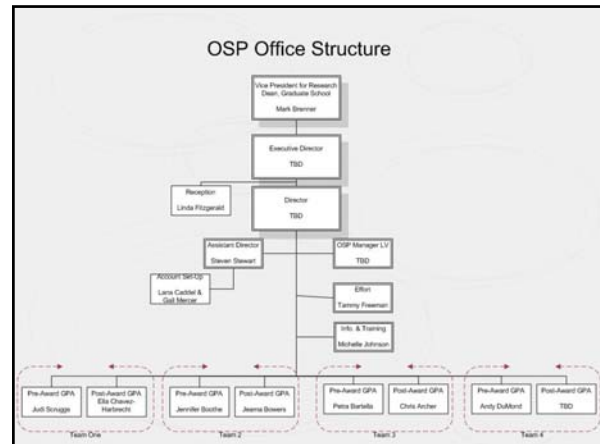 OSP Office Structure
Vice President for Research
Dean, Graduate School
Mark Brenner
Executive Director
TBD
Reception
Linda Fitzgerald
Director
TBD
Assistant Director
Steven Stewart
OSP Manager LV
TBD
Account Set-Up
Lana Caddel &
Gail Mercer
Effort
Tammy Freeman
Info. & Training
Michelle Johnson
Pre-Award GPA
Judi Scruggs
Post-Award GPA
Ella Chavez-
Harbrecht
Pre-Award GPA
Jennifer Boothe
Post-Award GPA
Jeema Bowers
Pre-Award GPA
Petra Bartella
Post-Award GPA
Chris Archer
Pre-Award GPA
Andy DuMond
Post-Award GPA
TBD
Team One
Team 2
Team 3
Team 4